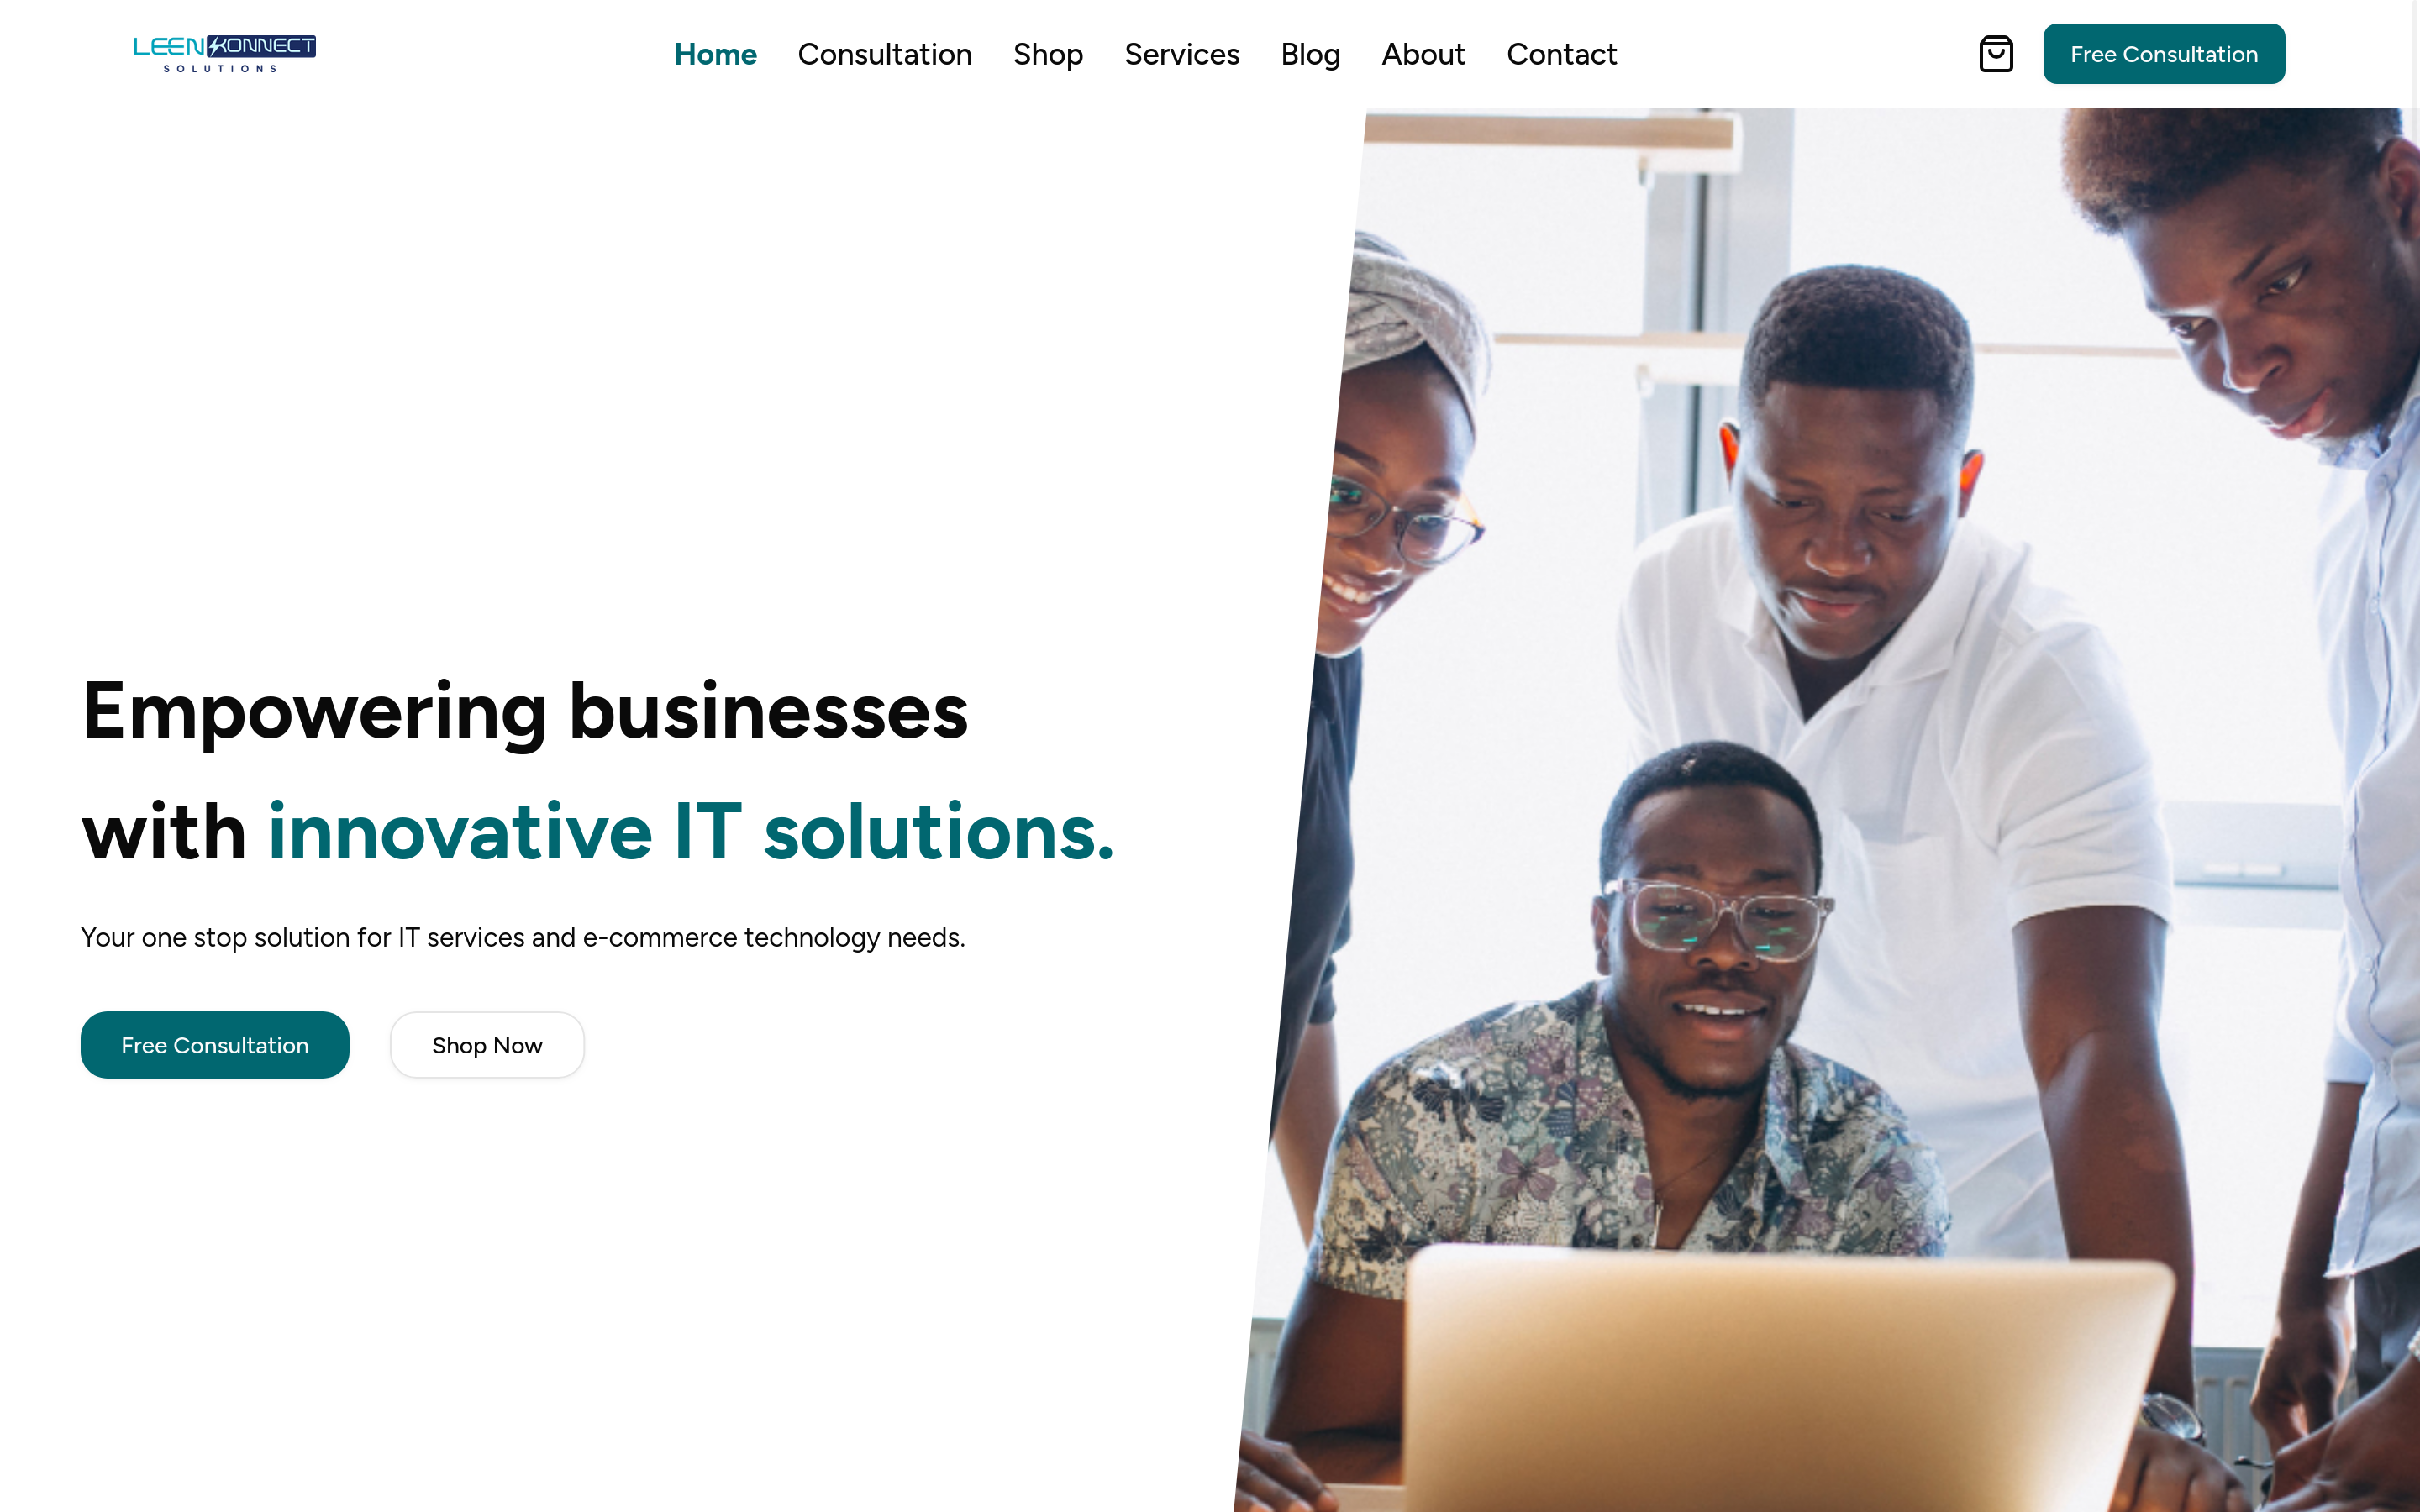 LEENKONNECT
SOLUTIONS
Home Consultation Shop Services Blog About Contact
Free Consultation
Empowering businesses
with innovative IT solutions.
Your one stop solution for IT services and e-commerce technology needs.
Free Consultation Shop Now